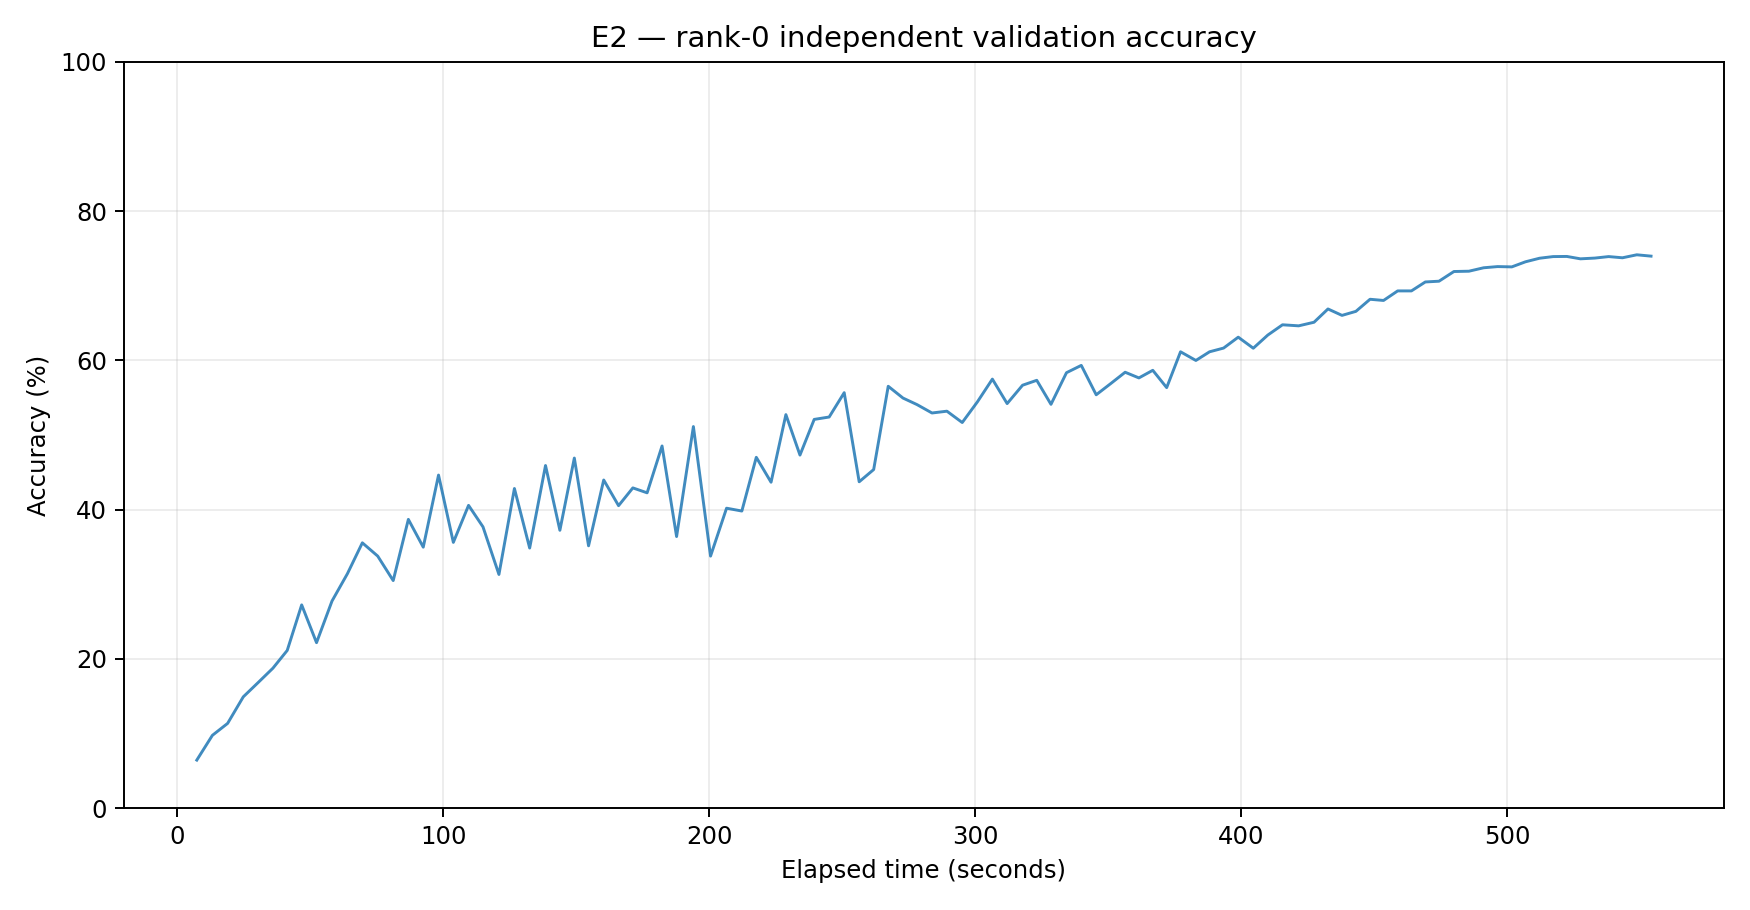 E2 — rank-0 independent validation accuracy
100
80
60
40
20
0
Accuracy (%)
0 100 200 300 400 500
Elapsed time (seconds)